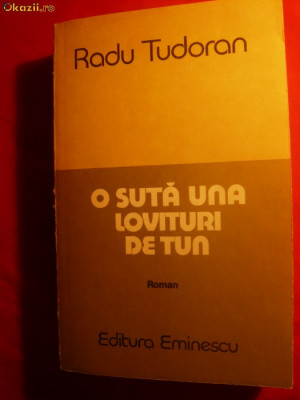 Okazii.ro
Radu Tudoran
O SUTĂ UNA
LOVITURI
DE TUN
Roman
Editura Eminescu